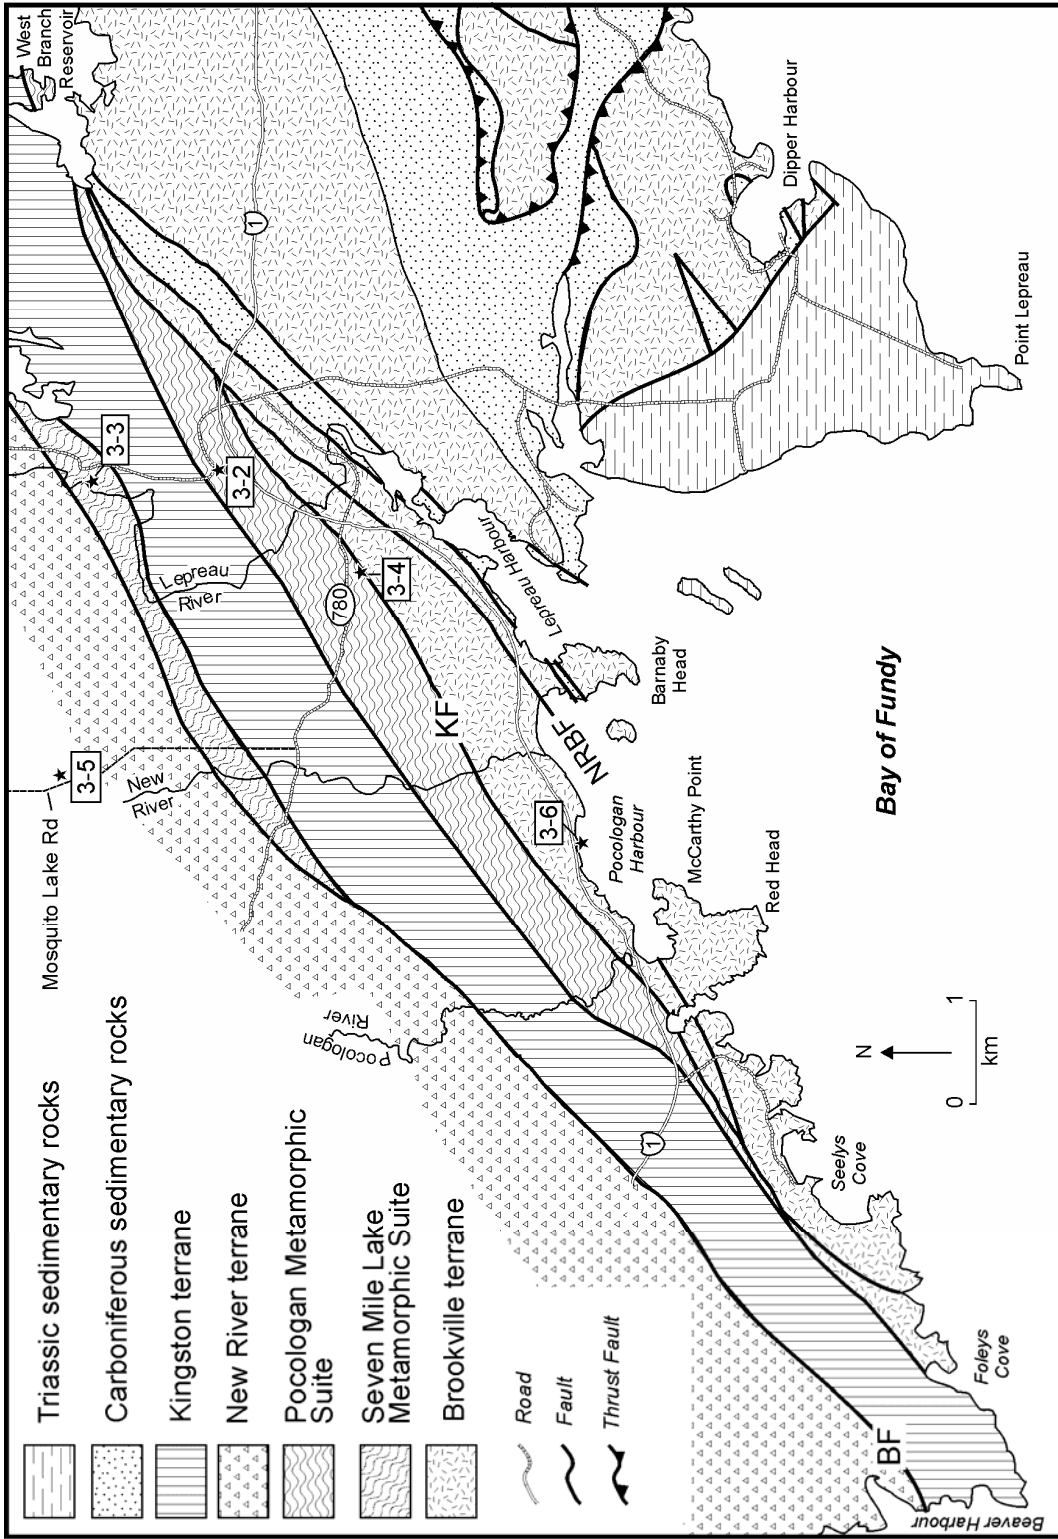 Triassic sedimentary rocks
Carboniferous sedimentary rocks
Kingston terrane
New River terrane
Pocologan Metamorphic
Suite
Seven Mile Lake
Metamorphic Suite
Brookville terrane
Road
Fault
Thrust Fault
Mosquito Lake Rd
West
Branch
Reservoir
3-3
3-2
3-5
3-4
3-6
Lepreau
River
New
River
Pocologan
River
780
1
1
KF
NRBF
BF
Lepreau Harbour
Barnaby
Head
Pocologan
Harbour
McCarthy Point
Red Head
Seelys
Cove
Foleys
Cove
Beaver Harbour
Dipper Harbour
Point Lepreau
Bay of Fundy
N
0
1
km